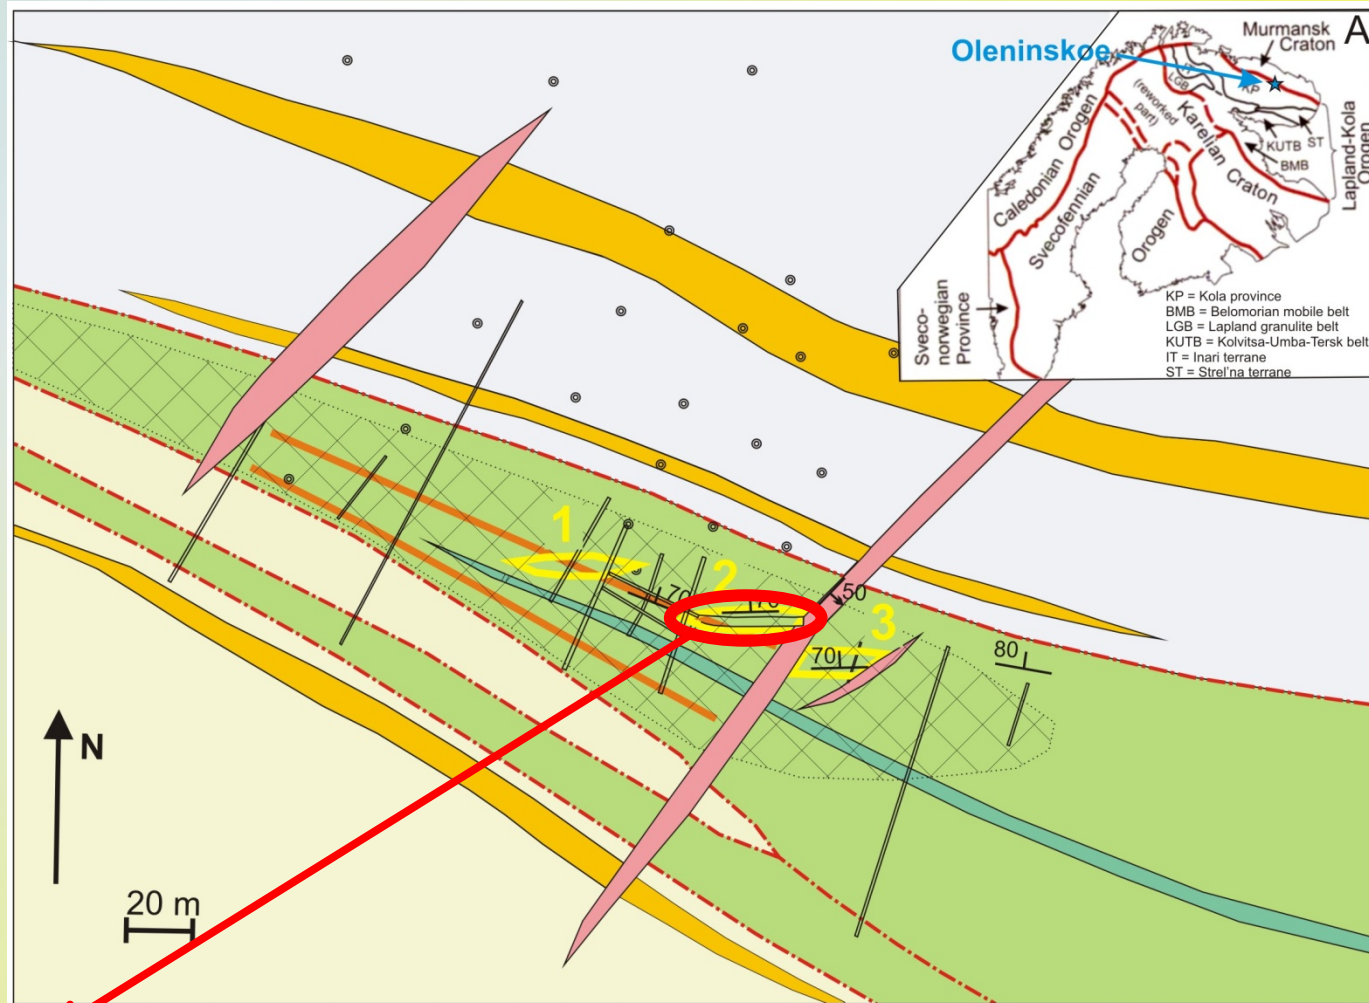 A
Oleninskoe
Murmansk
Craton
KP
LGB
(reworked
part)
Karelian
Craton
Caledonian Orogen
Svecofennian
Orogen
KUTB
ST
BMB
Lapland-Kola
Orogen
Sveco-
norwegian
Province
KP = Kola province
BMB = Belomorian mobile belt
LGB = Lapland granulite belt
KUTB = Kolvitsa-Umba-Tersk belt
IT = Inari terrane
ST = Strel'na terrane
1
2
3
70
70
50
70
80
N
20 m